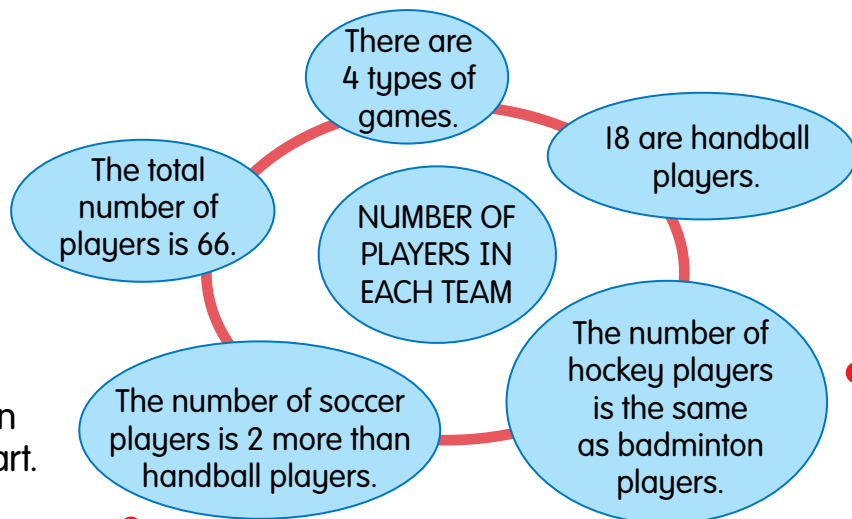 There are
4 types of
games.
18 are handball
players.
The total
number of
players is 66.
NUMBER OF
PLAYERS IN
EACH TEAM
The number of
hockey players
is the same
as badminton
players.
The number of soccer
players is 2 more than
handball players.
n
art.